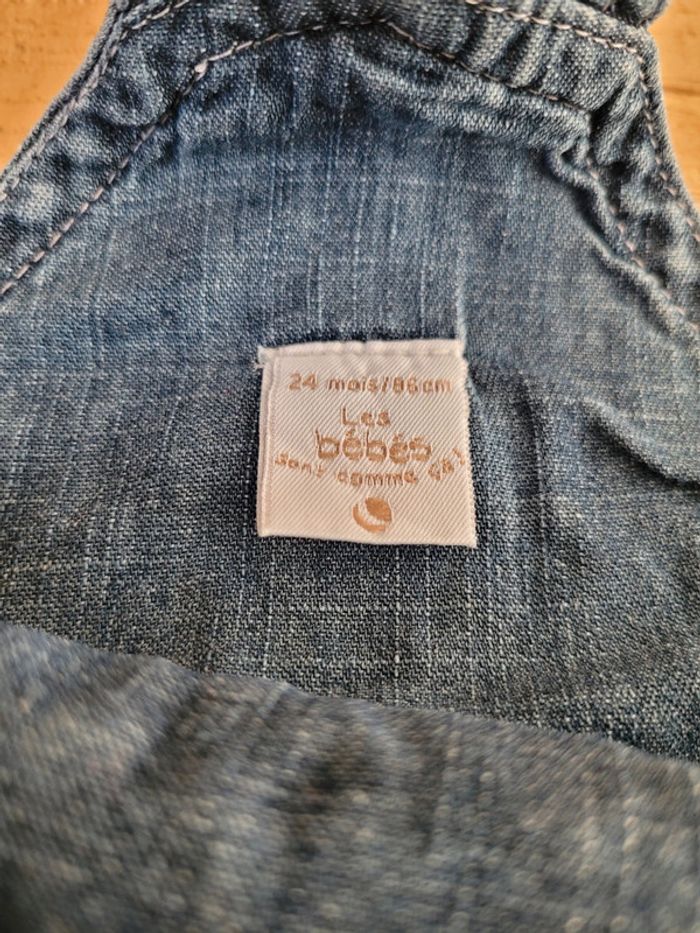 24 mois/86cm
Les
bébés
sont comme ça!